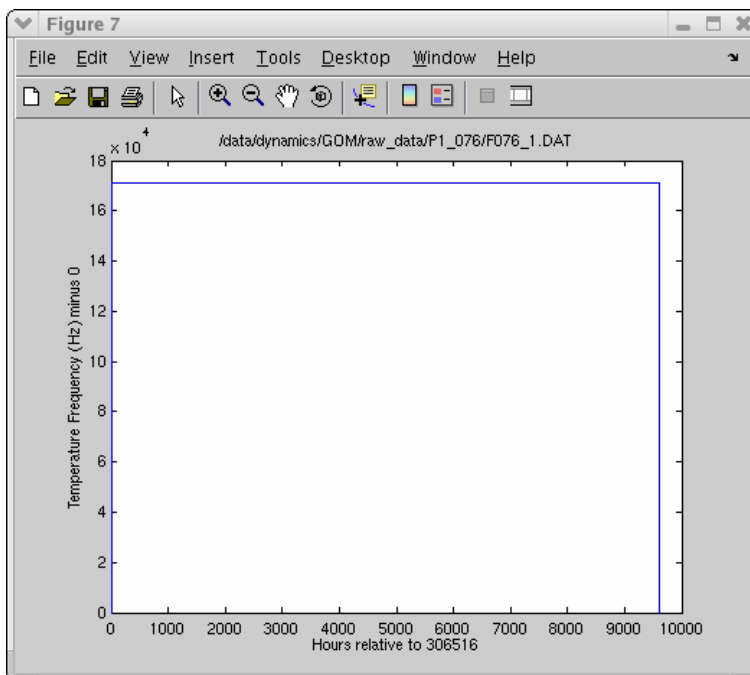 Figure 7
File Edit View Insert Tools Desktop Window Help
x 10 4
/data/dynamics/GOM/raw_data/P1_076/F076_1.DAT
18
16
14
12
10
8
6
4
2
0
Temperature Frequency (Hz) minus 0
0 1000 2000 3000 4000 5000 6000 7000 8000 9000 10000
Hours relative to 306516